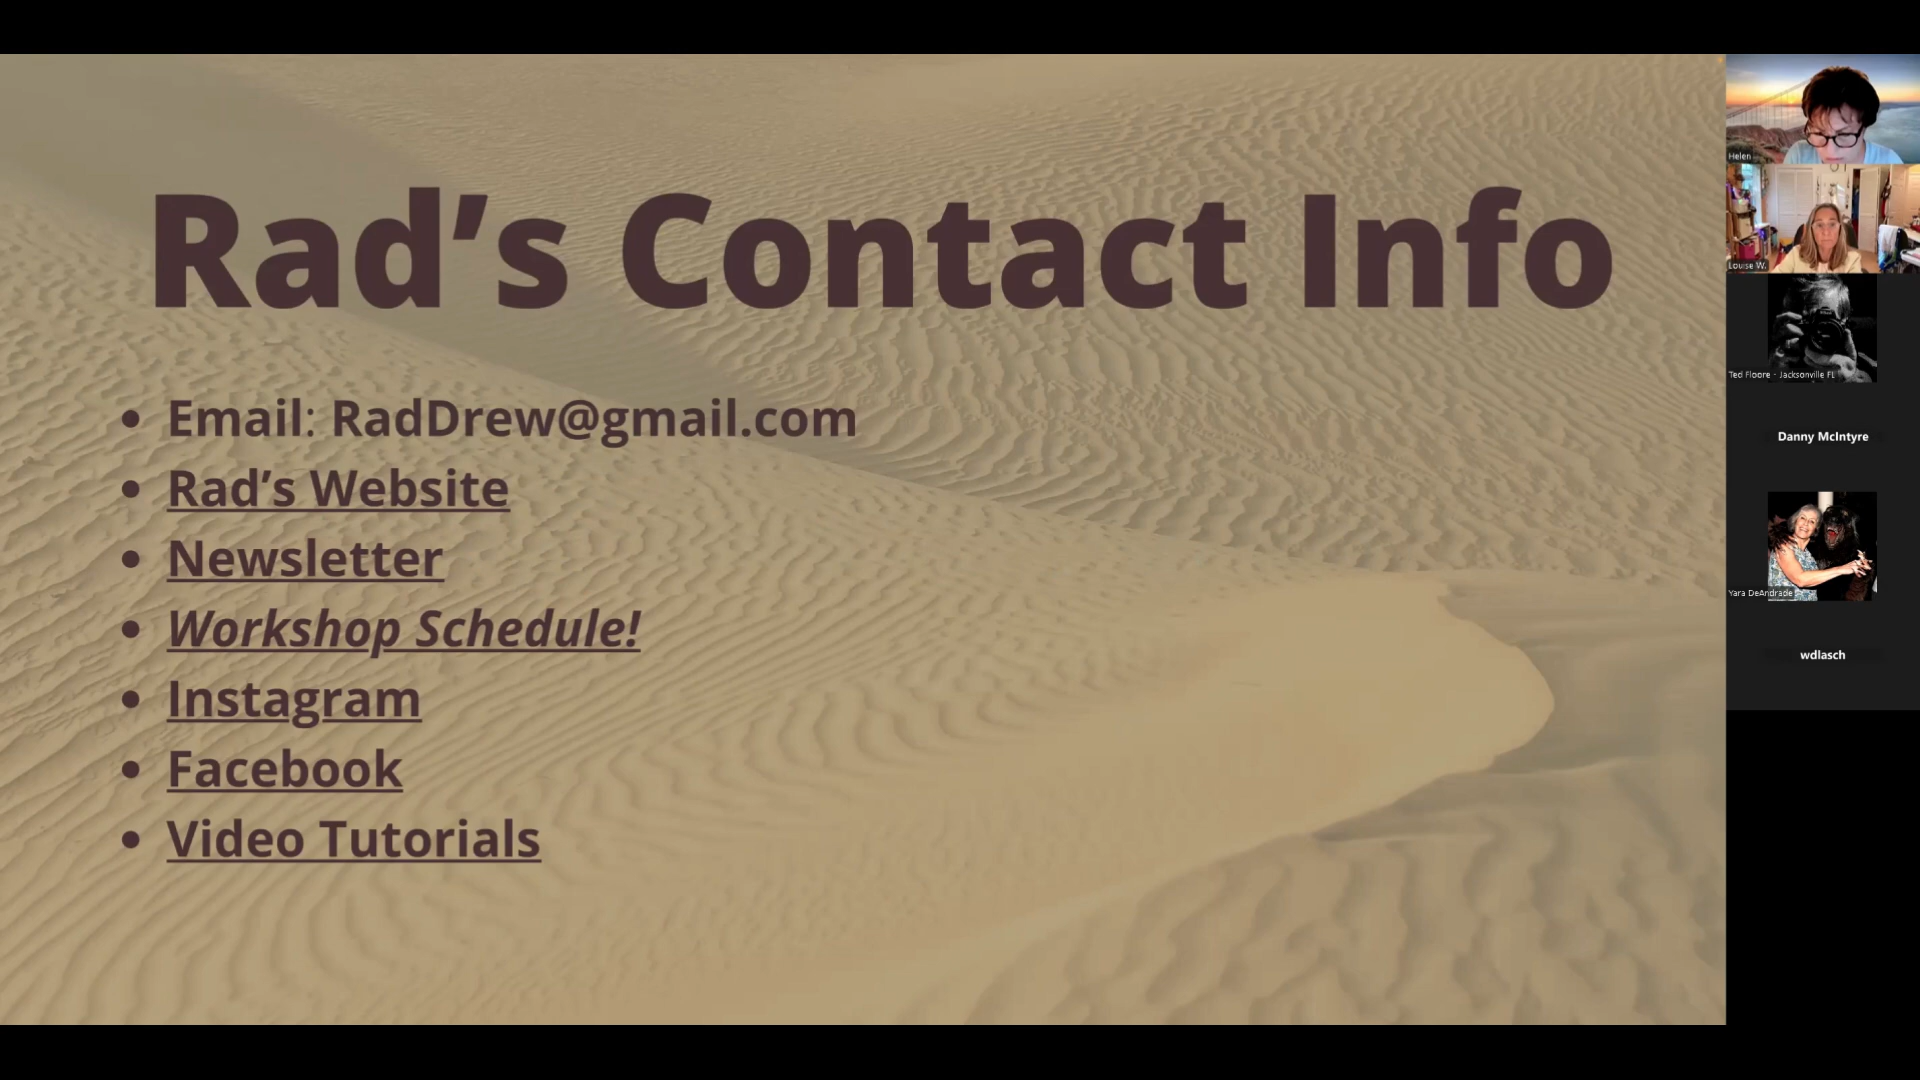 Rad’s Contact Info
• Email: RadDrew@gmail.com
• Rad’s Website
• Newsletter
• Workshop Schedule!
• Instagram
• Facebook
• Video Tutorials
Helen
Louise W.
Ted Floore - Jacksonville FL
Danny McIntyre
Yara DeAndrade
wdlasch